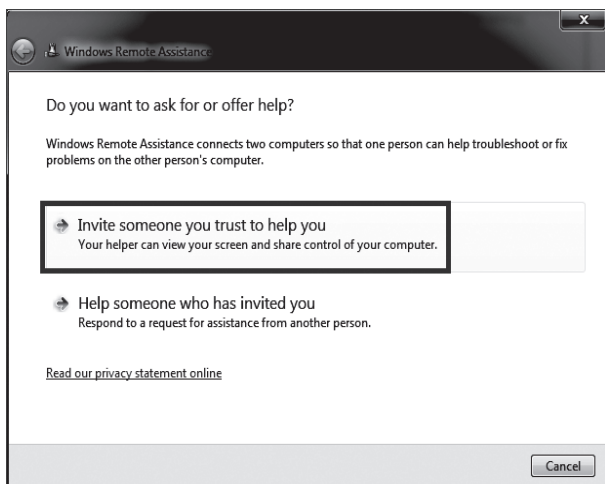 X
Windows Remote Assistance
Do you want to ask for or offer help?
Windows Remote Assistance connects two computers so that one person can help troubleshoot or fix
problems on the other person's computer.
Invite someone you trust to help you
Your helper can view your screen and share control of your computer.
Help someone who has invited you
Respond to a request for assistance from another person.
Read our privacy statement online
Cancel